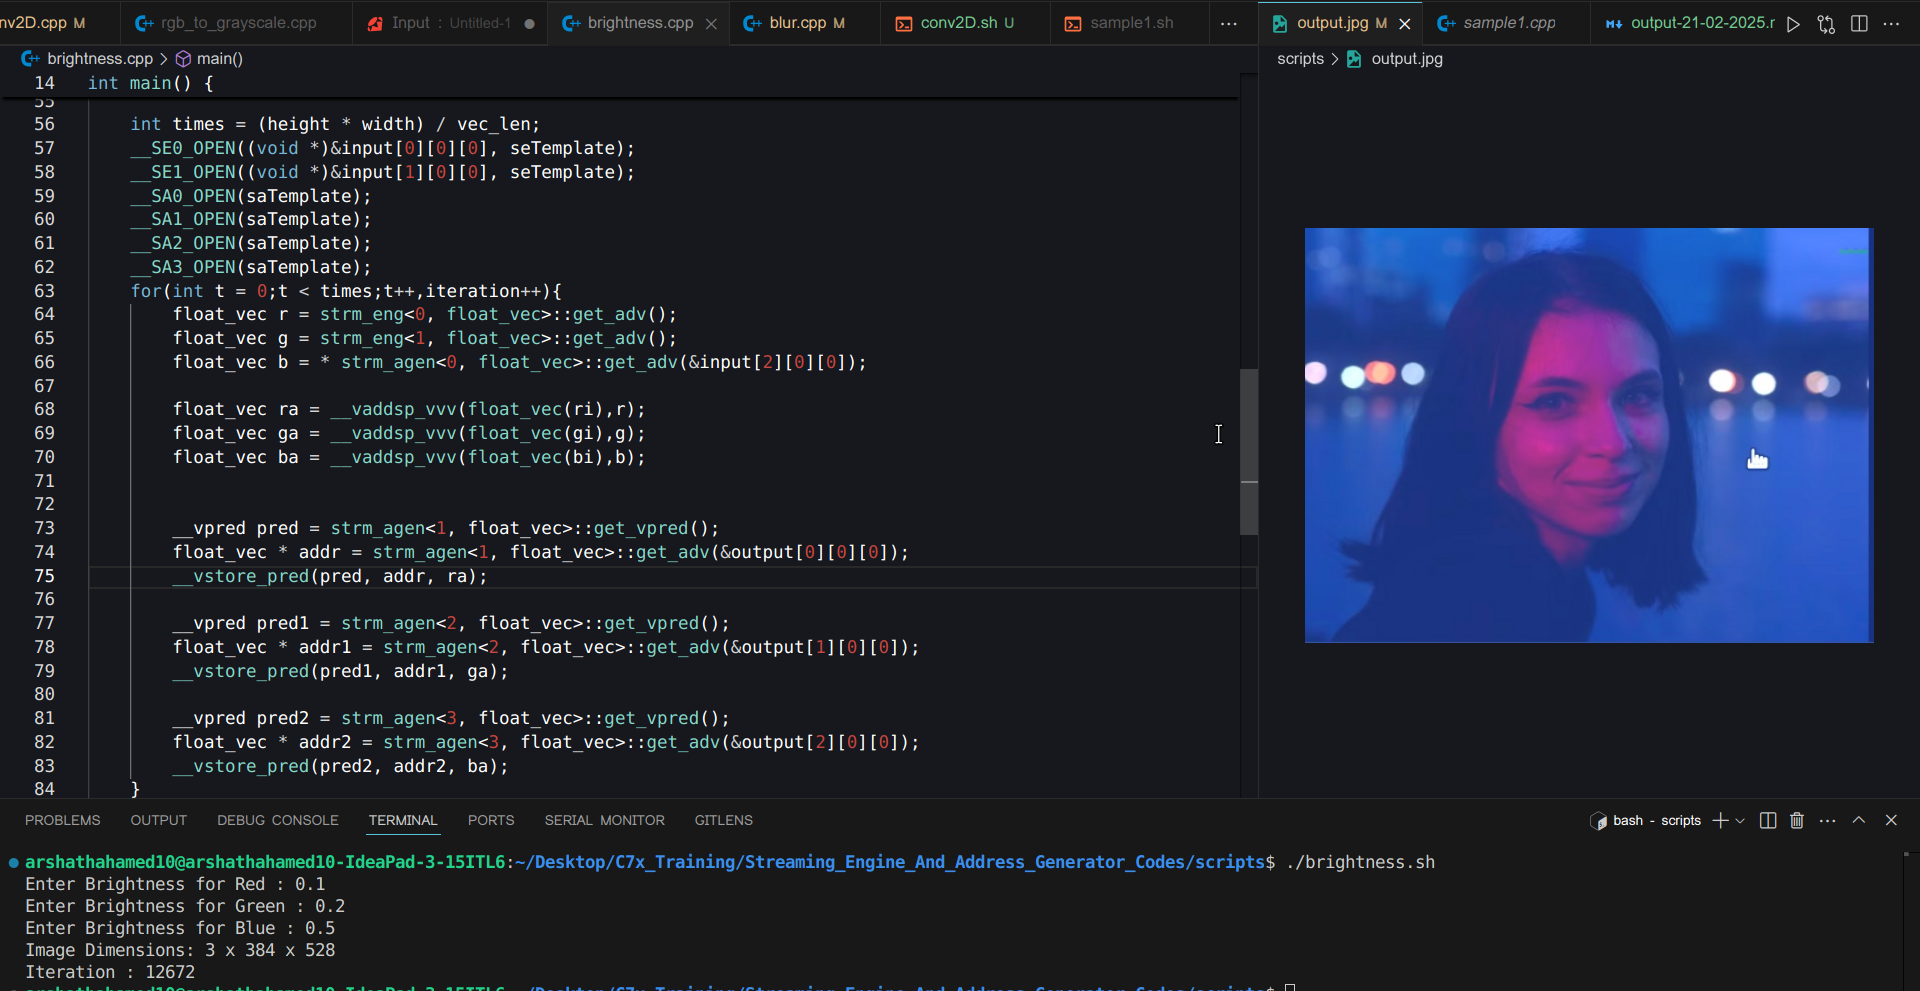 nv2D.cpp M rgb_to_grayscale.cpp Input : Untitled-1 brightness.cpp blur.cpp M conv2D.sh U sample1.sh ··· output.jpg M sample1.cpp output-21-02-2025.r ···
brightness.cpp > main()
scripts > output.jpg
14 int main() {
55
56 int times = (height * width) / vec_len;
57 __SE0_OPEN((void *)&input[0][0][0], seTemplate);
58 __SE1_OPEN((void *)&input[1][0][0], seTemplate);
59 __SA0_OPEN(saTemplate);
60 __SA1_OPEN(saTemplate);
61 __SA2_OPEN(saTemplate);
62 __SA3_OPEN(saTemplate);
63 for(int t = 0;t < times;t++,iteration++){
64 float_vec r = strm_eng<0, float_vec>::get_adv();
65 float_vec g = strm_eng<1, float_vec>::get_adv();
66 float_vec b = * strm_agen<0, float_vec>::get_adv(&input[2][0][0]);
67
68 float_vec ra = __vaddsp_vvv(float_vec(ri),r);
69 float_vec ga = __vaddsp_vvv(float_vec(gi),g);
70 float_vec ba = __vaddsp_vvv(float_vec(bi),b);
71
72
73 __vpred pred = strm_agen<1, float_vec>::get_vpred();
74 float_vec * addr = strm_agen<1, float_vec>::get_adv(&output[0][0][0]);
75 __vstore_pred(pred, addr, ra);
76
77 __vpred pred1 = strm_agen<2, float_vec>::get_vpred();
78 float_vec * addr1 = strm_agen<2, float_vec>::get_adv(&output[1][0][0]);
79 __vstore_pred(pred1, addr1, ga);
80
81 __vpred pred2 = strm_agen<3, float_vec>::get_vpred();
82 float_vec * addr2 = strm_agen<3, float_vec>::get_adv(&output[2][0][0]);
83 __vstore_pred(pred2, addr2, ba);
84 }
PROBLEMS OUTPUT DEBUG CONSOLE TERMINAL PORTS SERIAL MONITOR GITLENS bash - scripts ···
arshathahamed10@arshathahamed10-IdeaPad-3-15ITL6:~/Desktop/C7x_Training/Streaming_Engine_And_Address_Generator_Codes/scripts$ ./brightness.sh
Enter Brightness for Red : 0.1
Enter Brightness for Green : 0.2
Enter Brightness for Blue : 0.5
Image Dimensions: 3 x 384 x 528
Iteration : 12672
arshathahamed10@arshathahamed10-IdeaPad-3-15ITL6:~/Desktop/C7x_Training/Streaming_Engine_And_Address_Generator_Codes/scripts$